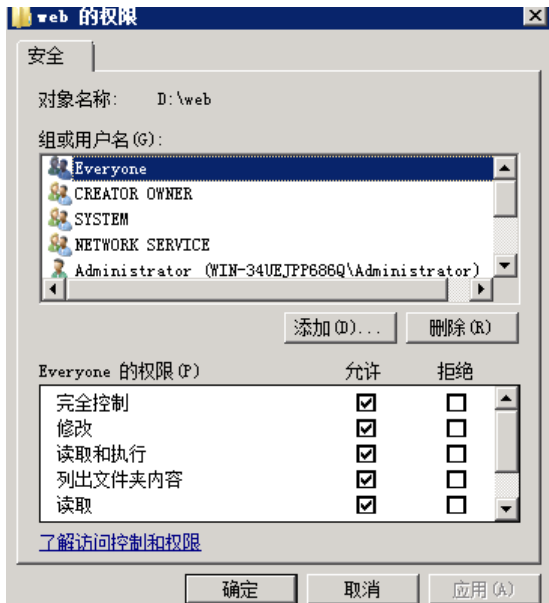 web 的权限
安全
对象名称: D:\web
组或用户名(G):
Everyone
CREATOR OWNER
SYSTEM
NETWORK SERVICE
Administrator (WIN-34UEJPP686Q\Administrator)
添加(D)... 删除(R)
Everyone 的权限(P) 允许 拒绝
完全控制
修改
读取和执行
列出文件夹内容
读取
了解访问控制和权限
确定 取消 应用(A)